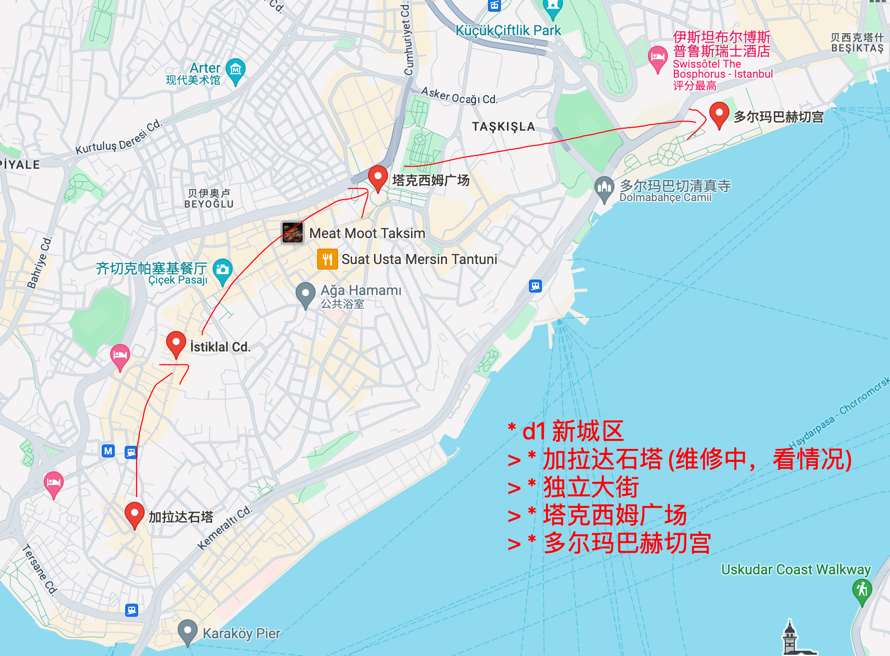 KüçükÇiftlik Park
Cumhuriyet Cd.
伊斯坦布尔博斯
普鲁斯瑞士酒店
Swissôtel The
Bosphorus - Istanbul
评分最高
贝西克塔什
BEŞİKTAŞ
Arter
现代美术馆
Asker Ocağı Cd.
TAŞKIŞLA
多尔玛巴赫切宫
Kurtuluş Deresi Cd.
PİYALE
塔克西姆广场
贝伊奥卢
BEYOĞLU
多尔玛巴切清真寺
Dolmabahçe Camii
Meat Moot Taksim
Suat Usta Mersin Tantuni
Bahriye Cd.
齐切克帕塞基餐厅
Çiçek Pasajı
Ağa Hamamı
公共浴室
İstiklal Cd.
Haydarpasa - Chornomorsk
M
* d1 新城区
> * 加拉达石塔 (维修中，看情况)
> * 独立大街
> * 塔克西姆广场
> * 多尔玛巴赫切宫
加拉达石塔
Kemeraltı Cd.
Tersane Cd.
Uskudar Coast Walkway
Karaköy Pier